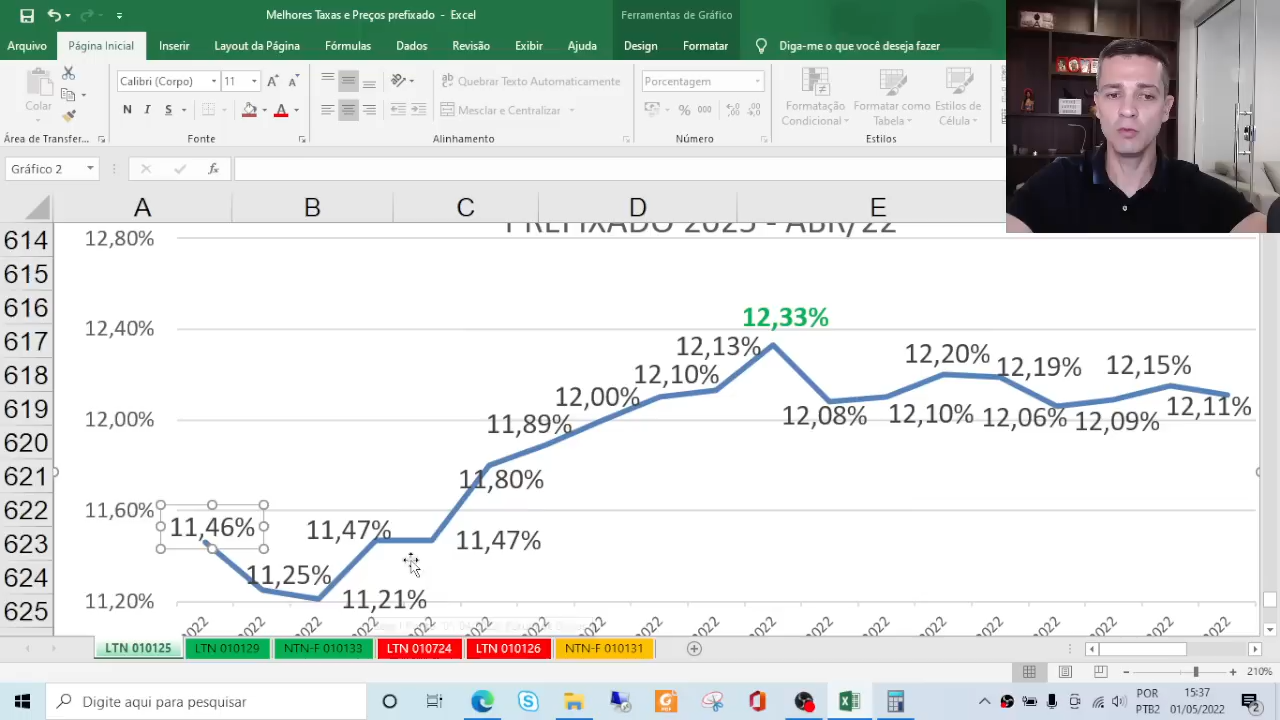 Melhores Taxas e Preços prefixado - Excel
Ferramentas de Gráfico
Arquivo Página Inicial Inserir Layout da Página Fórmulas Dados Revisão Exibir Ajuda Design Formatar Diga-me o que você deseja fazer
Colar
Calibri (Corpo) 11
Quebrar Texto Automaticamente
Porcentagem
N I S
Mesclar e Centralizar
% 000
Formatação Condicional
Formatar como Tabela
Estilos de Célula
Área de Transfer...
Fonte
Alinhamento
Número
Estilos
Gráfico 2
fx
A B C D E
PREFIXADO 2025 - ABR/22
614
615
616
617
618
619
620
621
622
623
624
625
12,80%
12,40%
12,00%
11,60%
11,20%
12,33%
12,13%
12,20%
12,19%
12,15%
12,10%
12,00%
12,08%
12,10%
12,06%
12,09%
12,11%
11,89%
11,80%
11,46%
11,47%
11,47%
11,25%
11,21%
LTN 010125 LTN 010129 NTN-F 010133 LTN 010724 LTN 010126 NTN-F 010131
210%
Digite aqui para pesquisar
POR
PTB2
15:37
01/05/2022
2